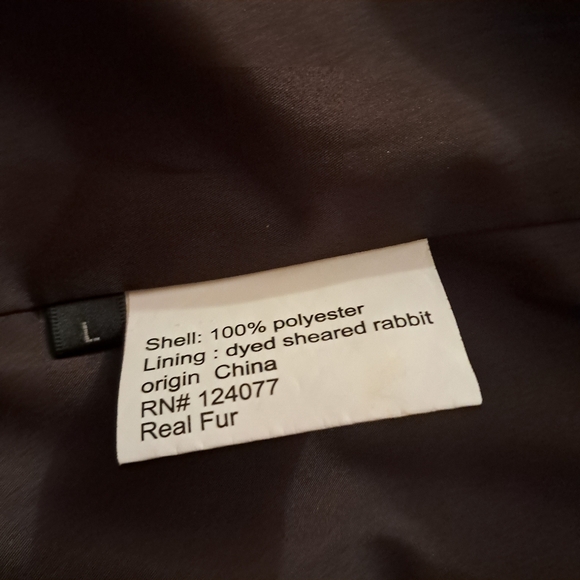 L
Shell: 100% polyester
Lining : dyed sheared rabbit
origin China
RN# 124077
Real Fur